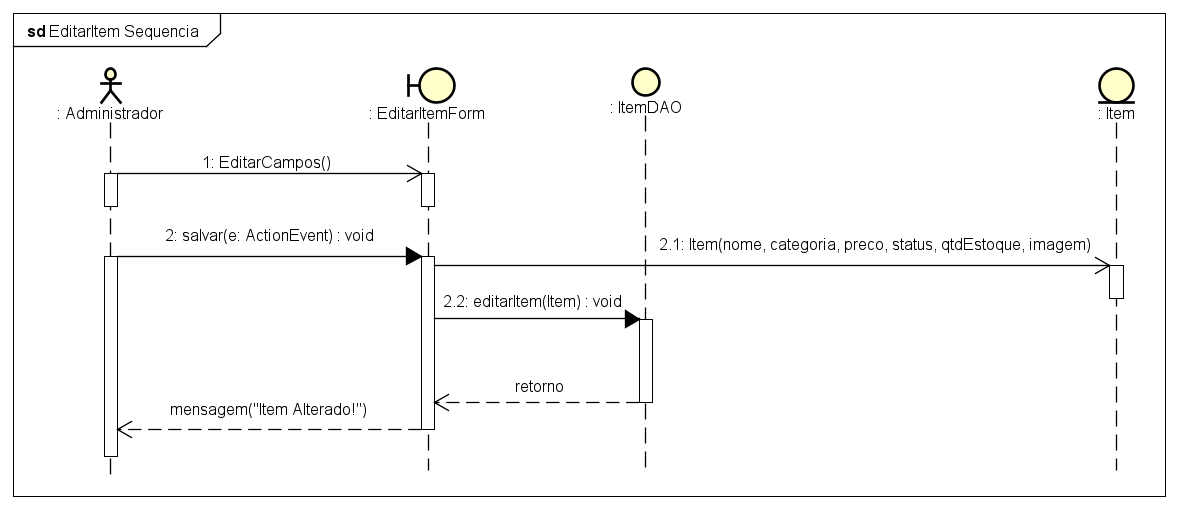 sd EditarItem Sequencia
: Administrador
: EditarItemForm
: ItemDAO
: Item
1: EditarCampos()
2: salvar(e: ActionEvent) : void
2.1: Item(nome, categoria, preco, status, qtdEstoque, imagem)
2.2: editarItem(Item) : void
retorno
mensagem("Item Alterado!")